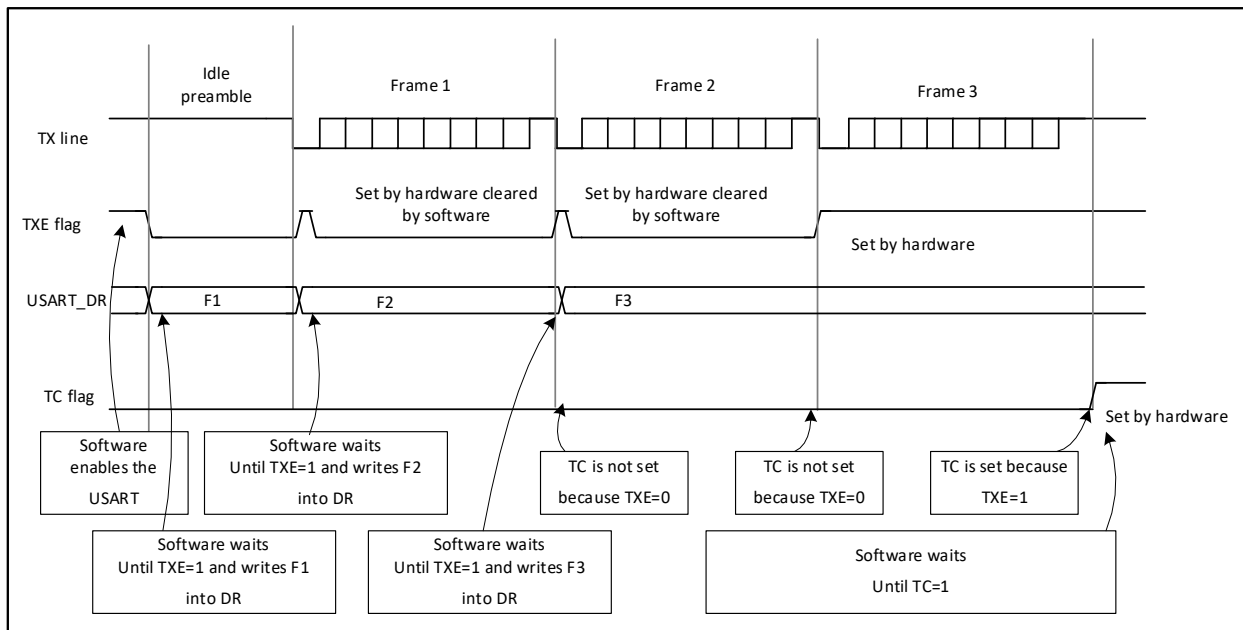 Idle
preamble
Frame 1
Frame 2
Frame 3
TX line
Set by hardware cleared
by software
Set by hardware cleared
by software
TXE flag
Set by hardware
USART_DR
F1
F2
F3
TC flag
Set by hardware
Software
enables the
USART
Software waits
Until TXE=1 and writes F2
into DR
TC is not set
because TXE=0
TC is not set
because TXE=0
TC is set because
TXE=1
Software waits
Until TXE=1 and writes F1
into DR
Software waits
Until TXE=1 and writes F3
into DR
Software waits
Until TC=1